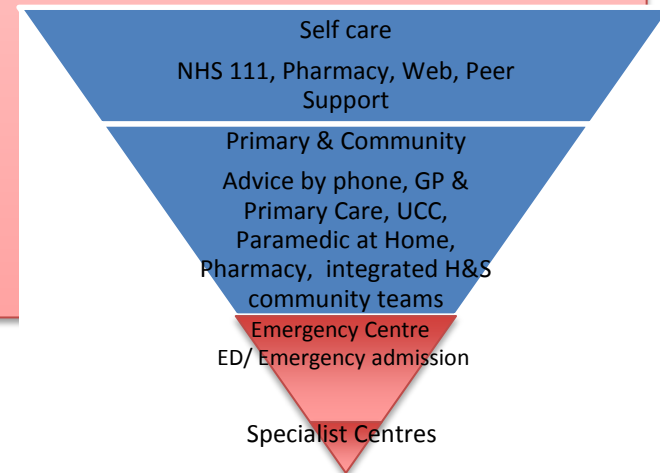 Self care
NHS 111, Pharmacy, Web, Peer
Support
Primary & Community
Advice by phone, GP &
Primary Care, UCC,
Paramedic at Home,
Pharmacy, integrated H&S
community teams
Emergency Centre
ED/ Emergency admission
Specialist Centres